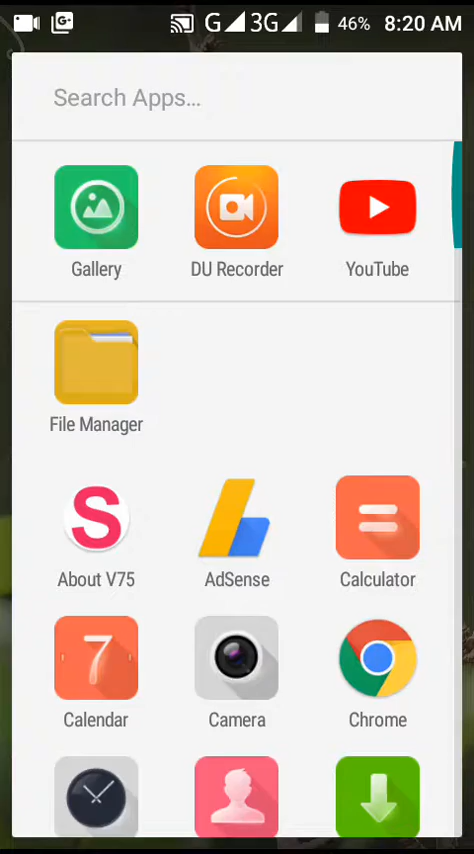 G 3G 46% 8:20 AM
Search Apps...
Gallery DU Recorder YouTube
File Manager
S
About V75 AdSense Calculator
7
Calendar Camera Chrome